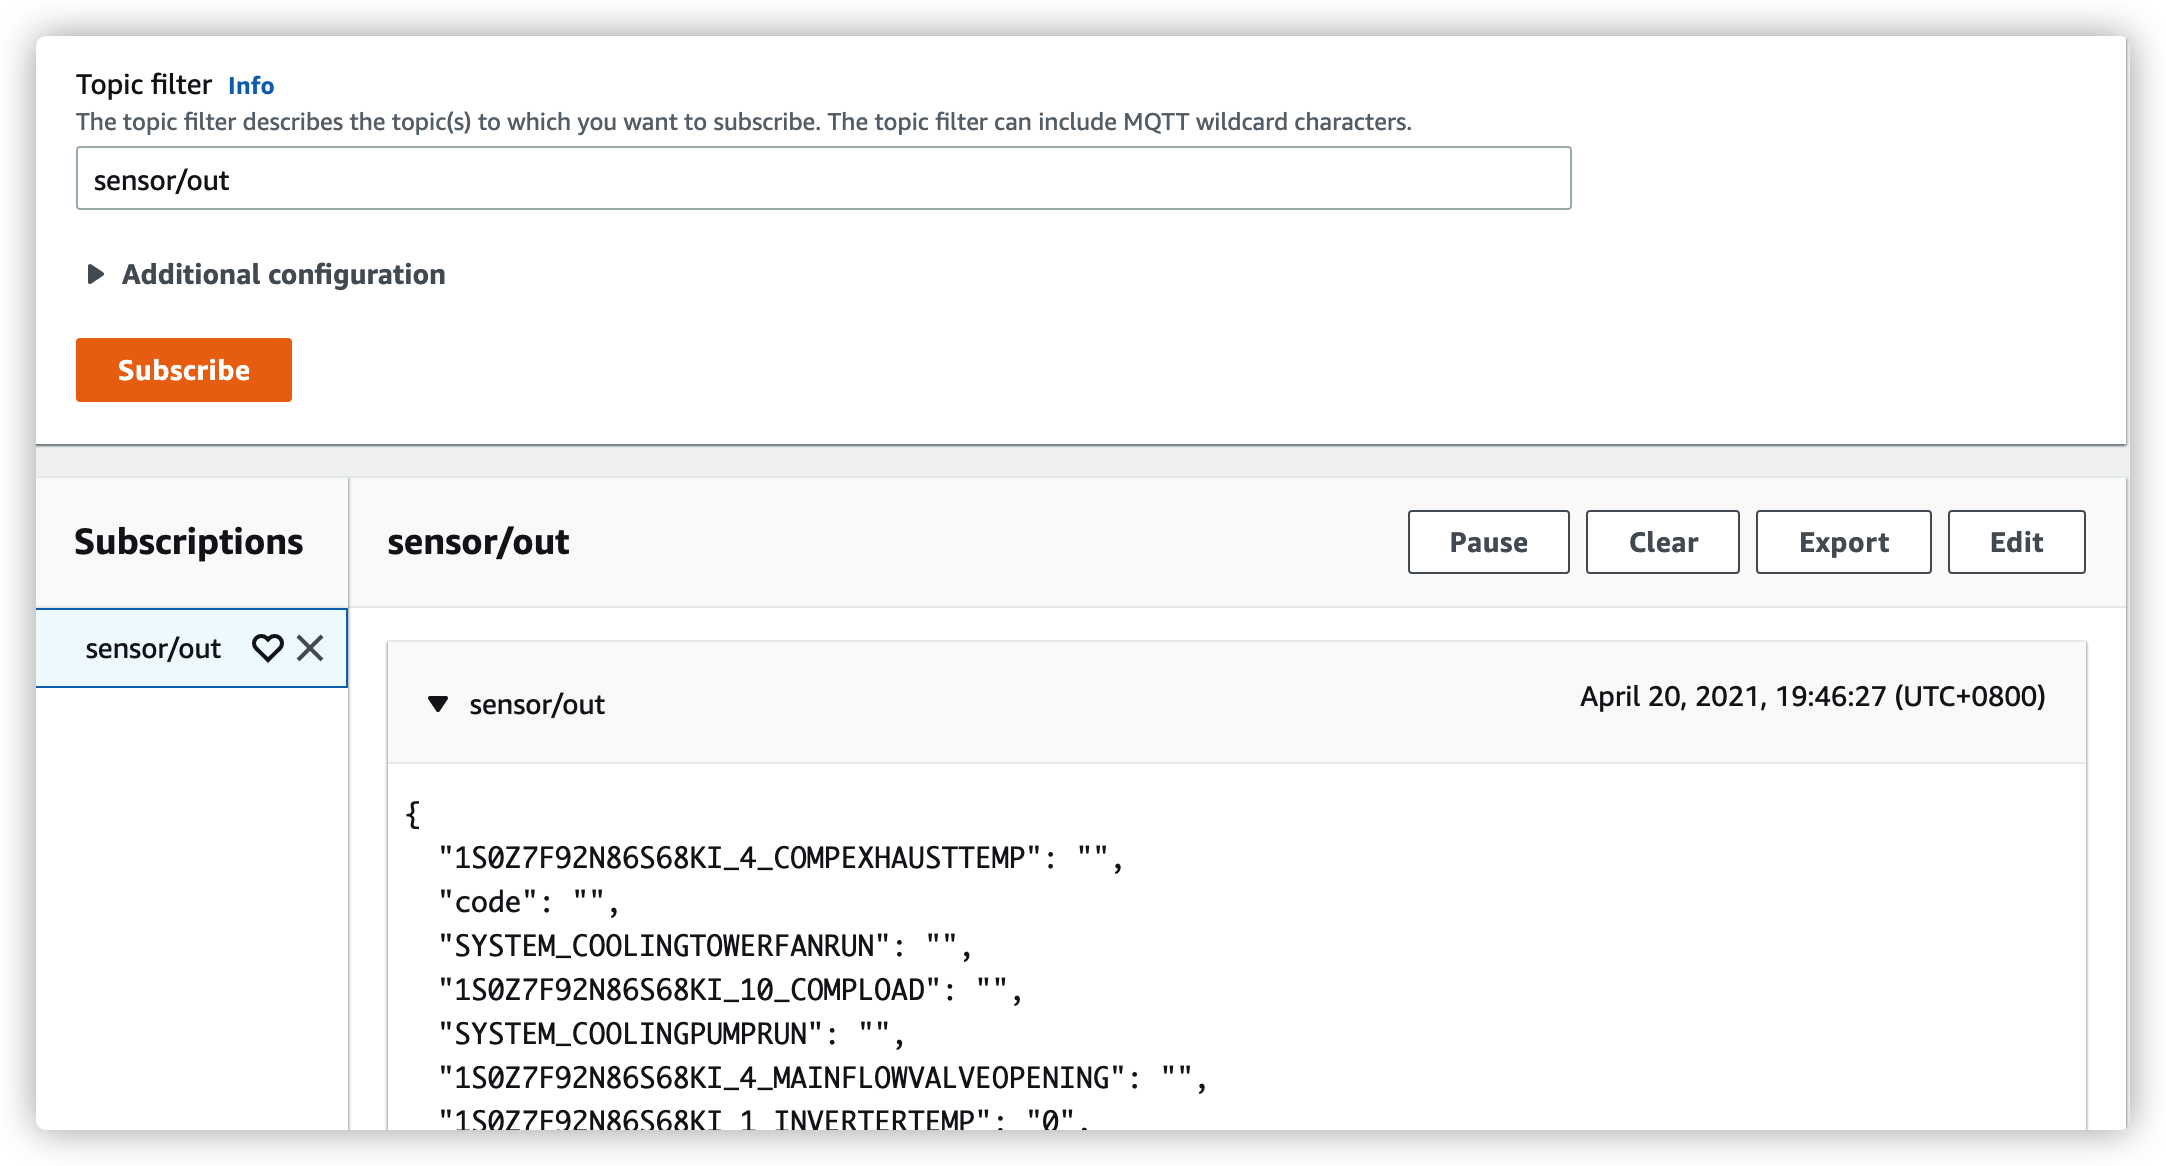 Topic filter Info
The topic filter describes the topic(s) to which you want to subscribe. The topic filter can include MQTT wildcard characters.
sensor/out
Additional configuration
Subscribe
Subscriptions
sensor/out
sensor/out
Pause
Clear
Export
Edit
sensor/out
April 20, 2021, 19:46:27 (UTC+0800)
{
"1S0Z7F92N86S68KI_4_COMPEXHAUSTTEMP": "",
"code": "",
"SYSTEM_COOLINGTOWERFANRUN": "",
"1S0Z7F92N86S68KI_10_COMPLOAD": "",
"SYSTEM_COOLINGPUMPRUN": "",
"1S0Z7F92N86S68KI_4_MAINFLOWVALVEOPENING": "",
"1S0Z7F92N86S68KI_1_INVERTERTEMP": "0",